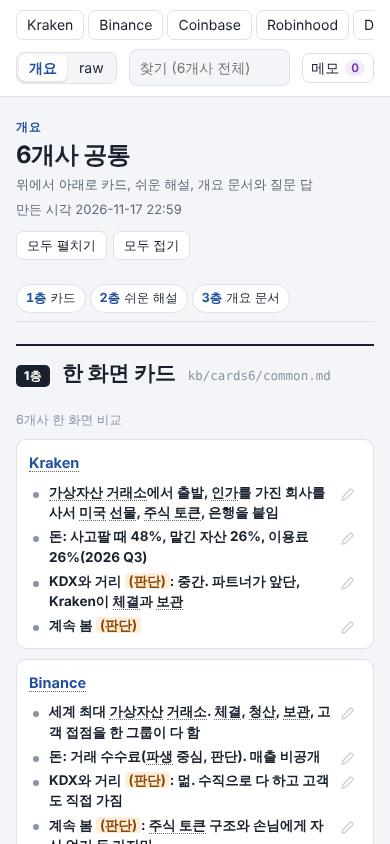 Kraken Binance Coinbase Robinhood D
개요 raw 찾기 (6개사 전체) 메모 0
개요
6개사 공통
위에서 아래로 카드, 쉬운 해설, 개요 문서와 질문 답
만든 시각 2026-11-17 22:59
모두 펼치기 모두 접기
1층 카드 2층 쉬운 해설 3층 개요 문서
1층 한 화면 카드 kb/cards6/common.md
6개사 한 화면 비교
Kraken
가상자산 거래소에서 출발, 인가를 가진 회사를
사서 미국 선물, 주식 토큰, 은행을 붙임
돈: 사고팔 때 48%, 맡긴 자산 26%, 이용료
26%(2026 Q3)
KDX와 거리 (판단) : 중간. 파트너가 앞단,
Kraken이 체결과 보관
계속 봄 (판단)
Binance
세계 최대 가상자산 거래소. 체결, 청산, 보관, 고
객 접점을 한 그룹이 다 함
돈: 거래 수수료(파생 중심, 판단). 매출 비공개
KDX와 거리 (판단) : 멂. 수직으로 다 하고 고객
도 직접 가짐
계속 봄 (판단) : 주식 토큰 구조와 손님에게 자